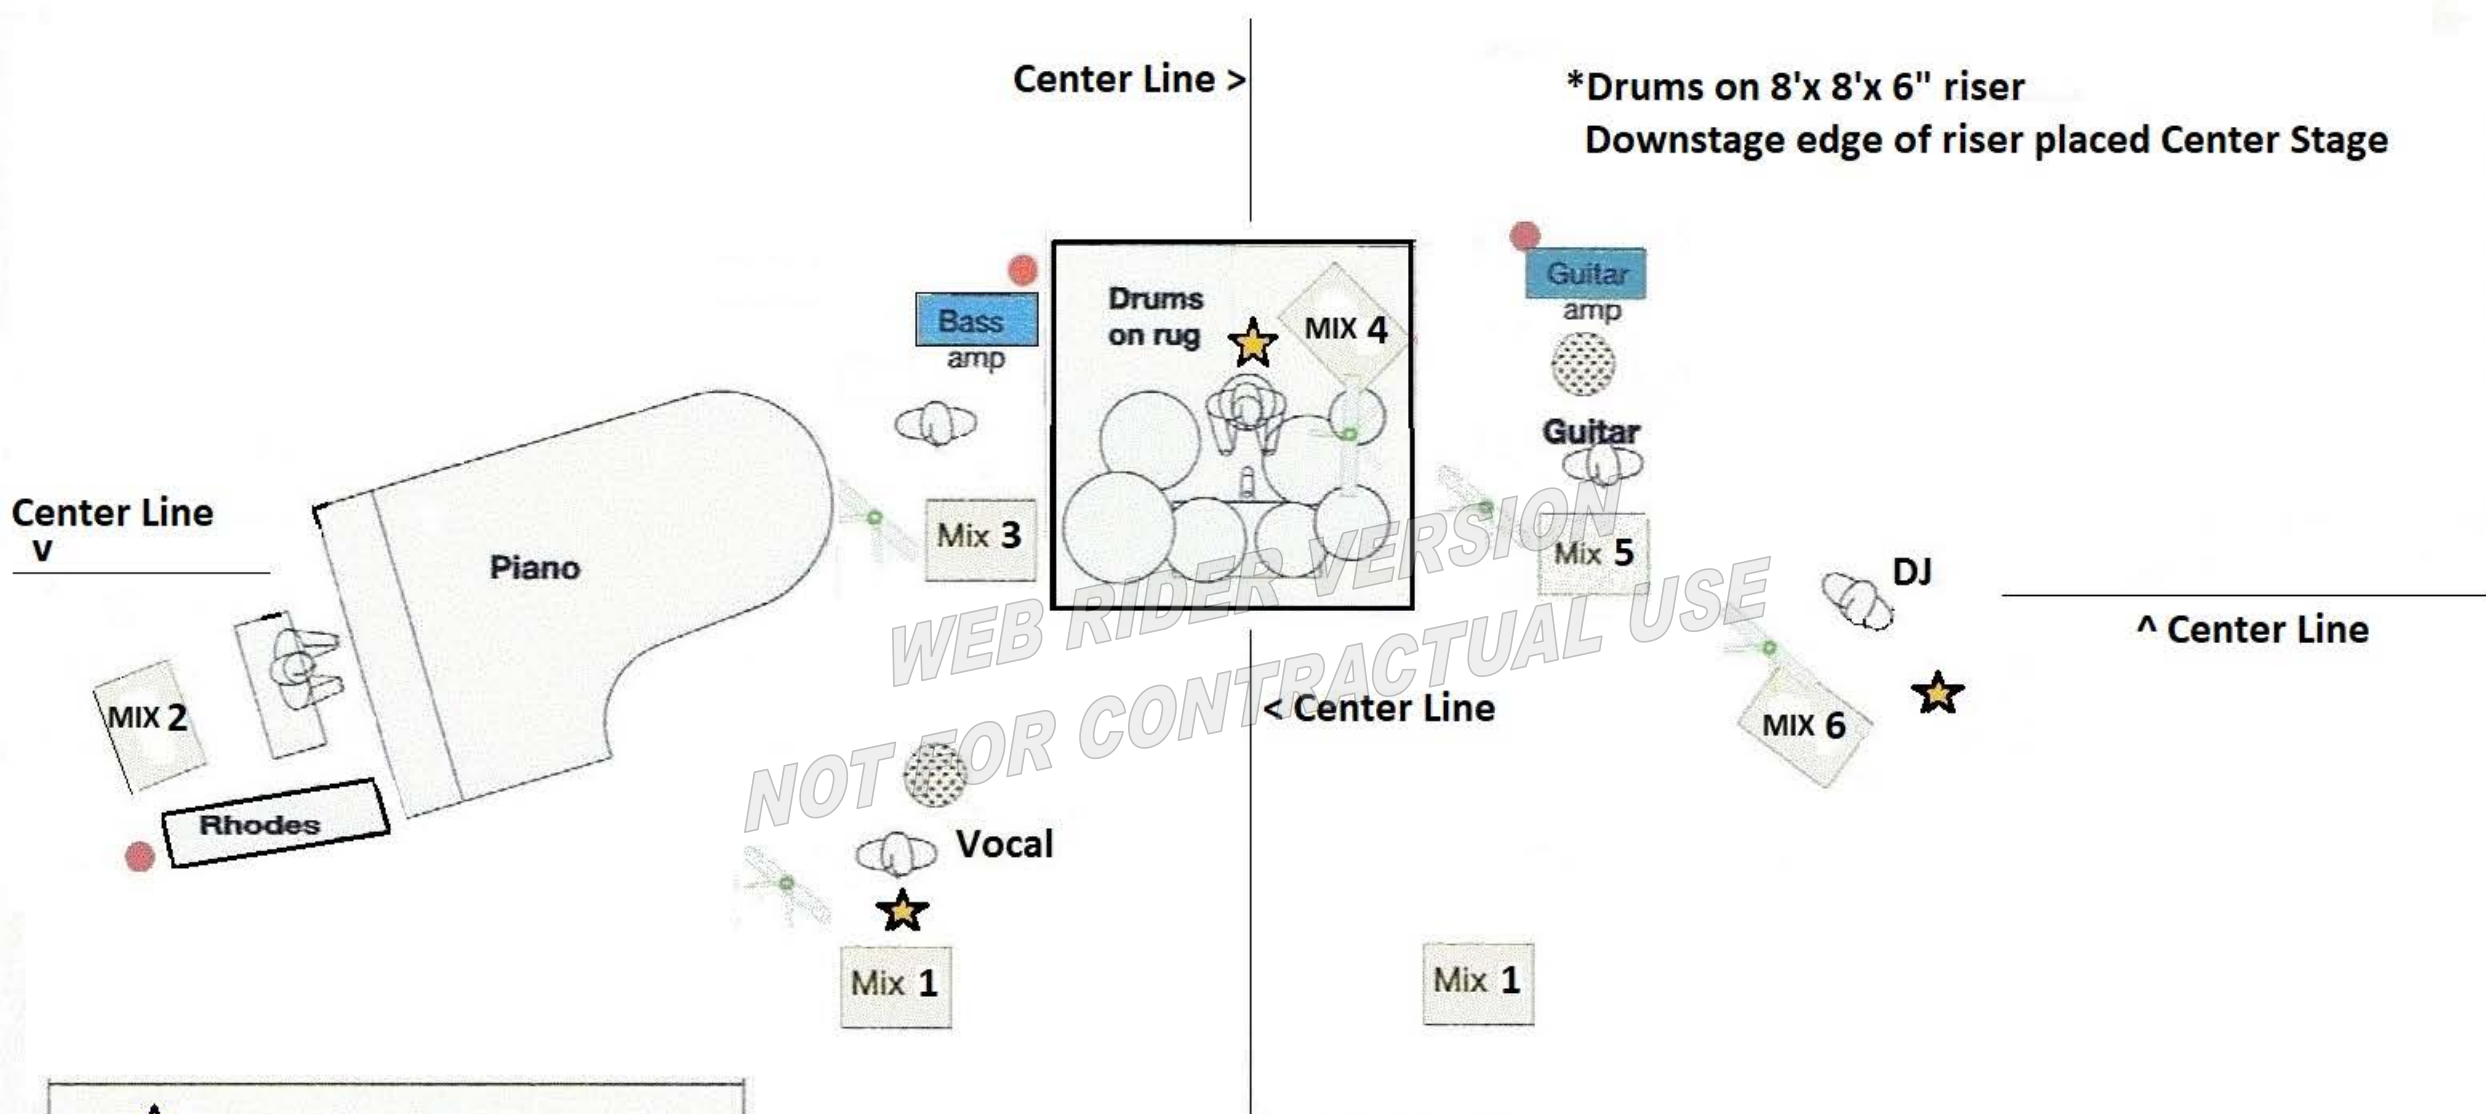 Center Line >
*Drums on 8'x 8'x 6" riser
Downstage edge of riser placed Center Stage
Guitar
amp
Bass
amp
Drums
on rug
MIX 4
Guitar
Center Line
v
Piano
Mix 3
Mix 5
DJ
^ Center Line
WEB RIDER VERSION
NOT FOR CONTRACTUAL USE
< Center Line
MIX 2
MIX 6
Rhodes
Vocal
Mix 1
Mix 1